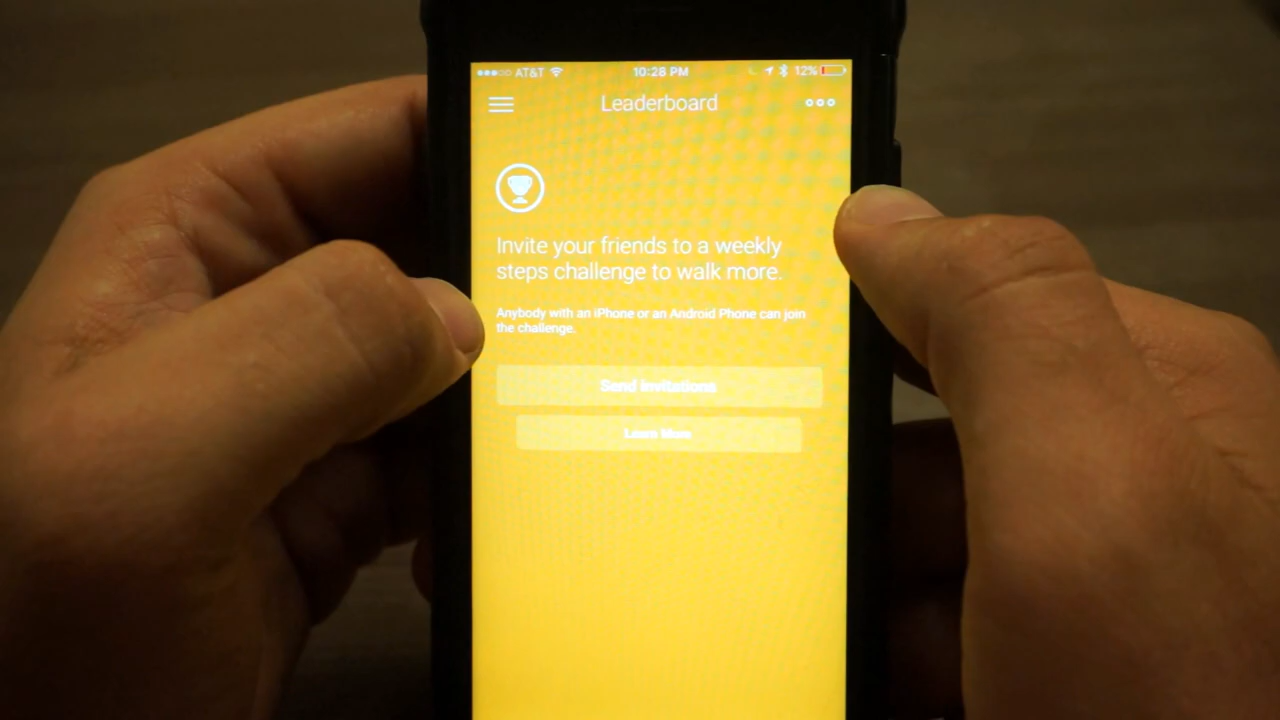 AT&T 10:28 PM 12%
Leaderboard
Invite your friends to a weekly
steps challenge to walk more.
Anybody with an iPhone or an Android Phone can join
the challenge.
Send Invitations
Learn More